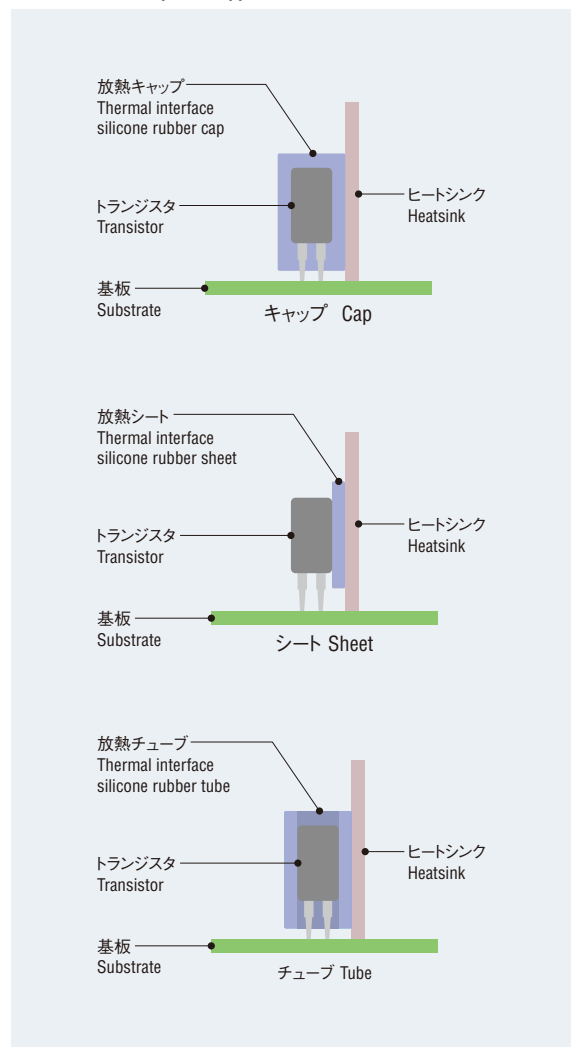 放熱キャップ
Thermal interface
silicone rubber cap
トランジスタ
Transistor
ヒートシンク
Heatsink
基板
Substrate
キャップ Cap
放熱シート
Thermal interface
silicone rubber sheet
トランジスタ
Transistor
ヒートシンク
Heatsink
基板
Substrate
シート Sheet
放熱チューブ
Thermal interface
silicone rubber tube
トランジスタ
Transistor
ヒートシンク
Heatsink
基板
Substrate
チューブ Tube